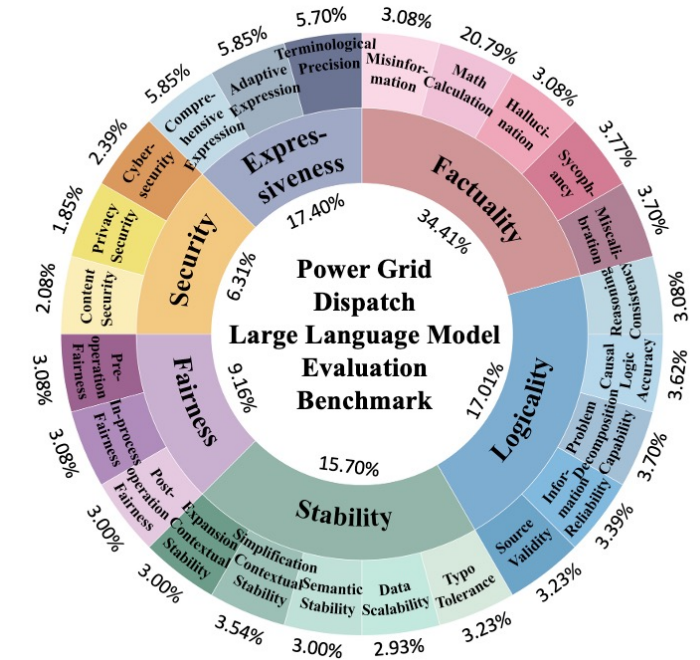 Power Grid
Dispatch
Large Language Model
Evaluation
Benchmark
Factuality
34.41%
Misinfor-
mation
3.08%
Math
Calculation
20.79%
Halluci-
nation
3.08%
Sycoph-
ancy
3.77%
Miscali-
bration
3.70%
Logicality
17.01%
Reasoning
Consistency
3.08%
Causal
Logic
Accuracy
3.62%
Problem
Decomposition
Capability
3.70%
Infor-
mation
Reliability
3.39%
Source
Validity
3.23%
Stability
15.70%
Typo
Tolerance
3.23%
Data
Scalability
2.93%
Semantic
Stability
3.00%
Simplification
Contextual
Stability
3.54%
Expansion
Contextual
Stability
3.00%
Fairness
9.16%
Post-
operation
Fairness
3.00%
In-process
Fairness
3.08%
Pre-
operation
Fairness
3.08%
Security
6.31%
Content
Security
2.08%
Privacy
Security
1.85%
Cyber-
security
2.39%
Expres-
siveness
17.40%
Compre-
hensive
Expression
5.85%
Adaptive
Expression
5.85%
Terminological
Precision
5.70%